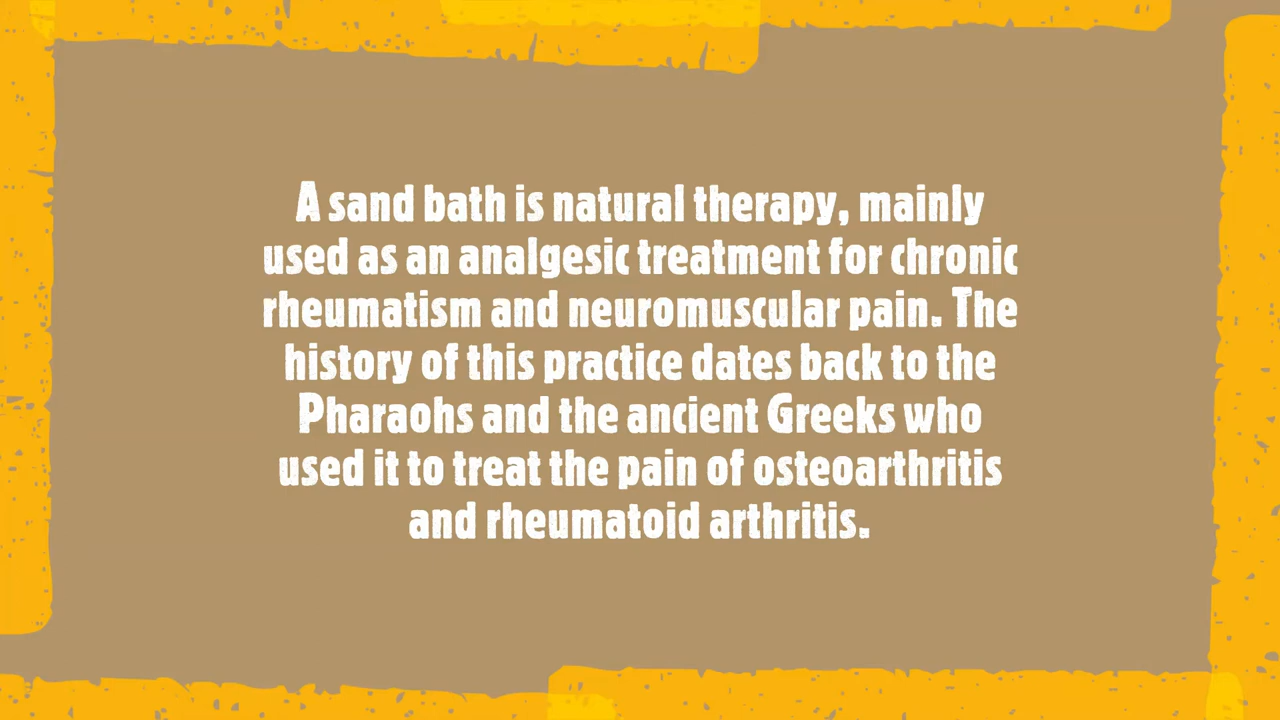 A sand bath is natural therapy, mainly
used as an analgesic treatment for chronic
rheumatism and neuromuscular pain. The
history of this practice dates back to the
Pharaohs and the ancient Greeks who
used it to treat the pain of osteoarthritis
and rheumatoid arthritis.